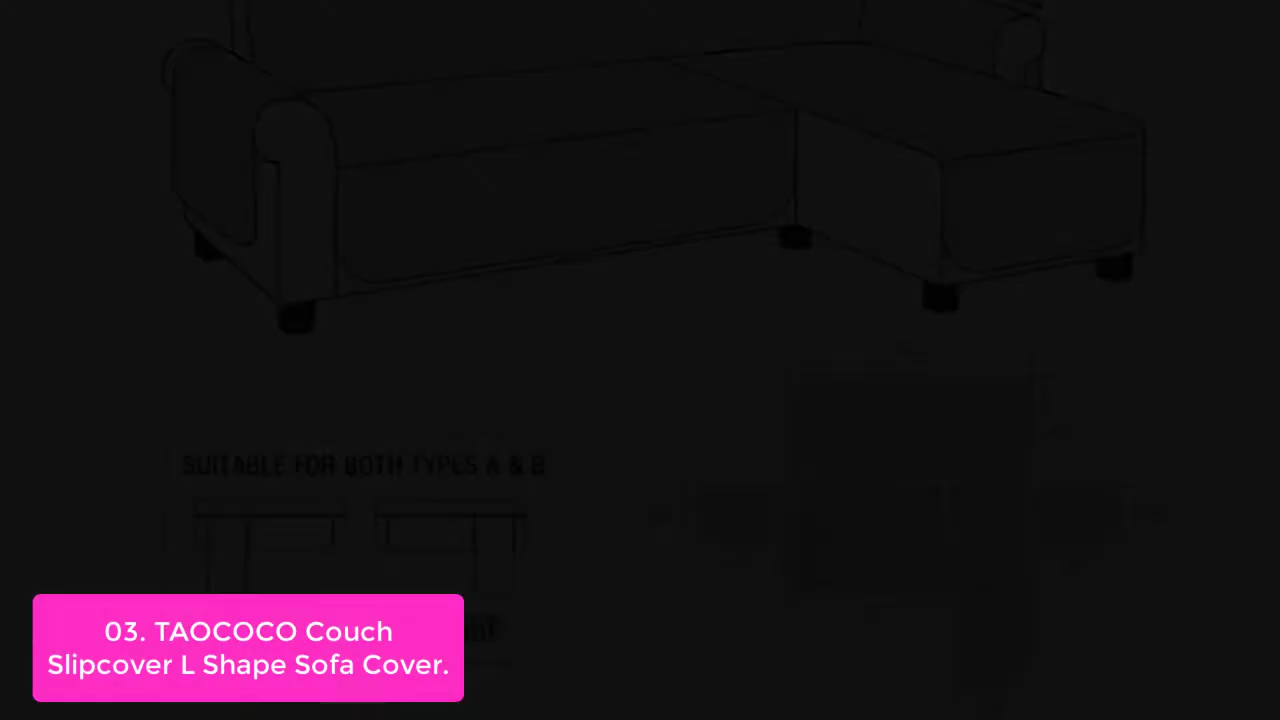 SUITABLE FOR BOTH TYPES A & B
03. TAOCOCO Couch
Slipcover L Shape Sofa Cover.